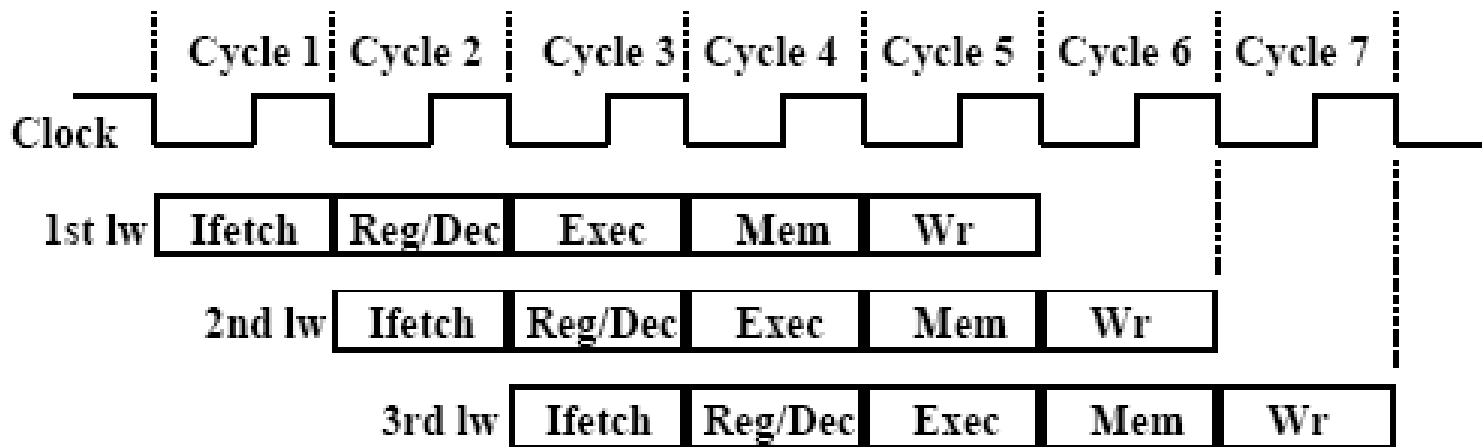 Cycle 1 Cycle 2 Cycle 3 Cycle 4 Cycle 5 Cycle 6 Cycle 7
Clock
1st lw Ifetch Reg/Dec Exec Mem Wr
2nd lw Ifetch Reg/Dec Exec Mem Wr
3rd lw Ifetch Reg/Dec Exec Mem Wr